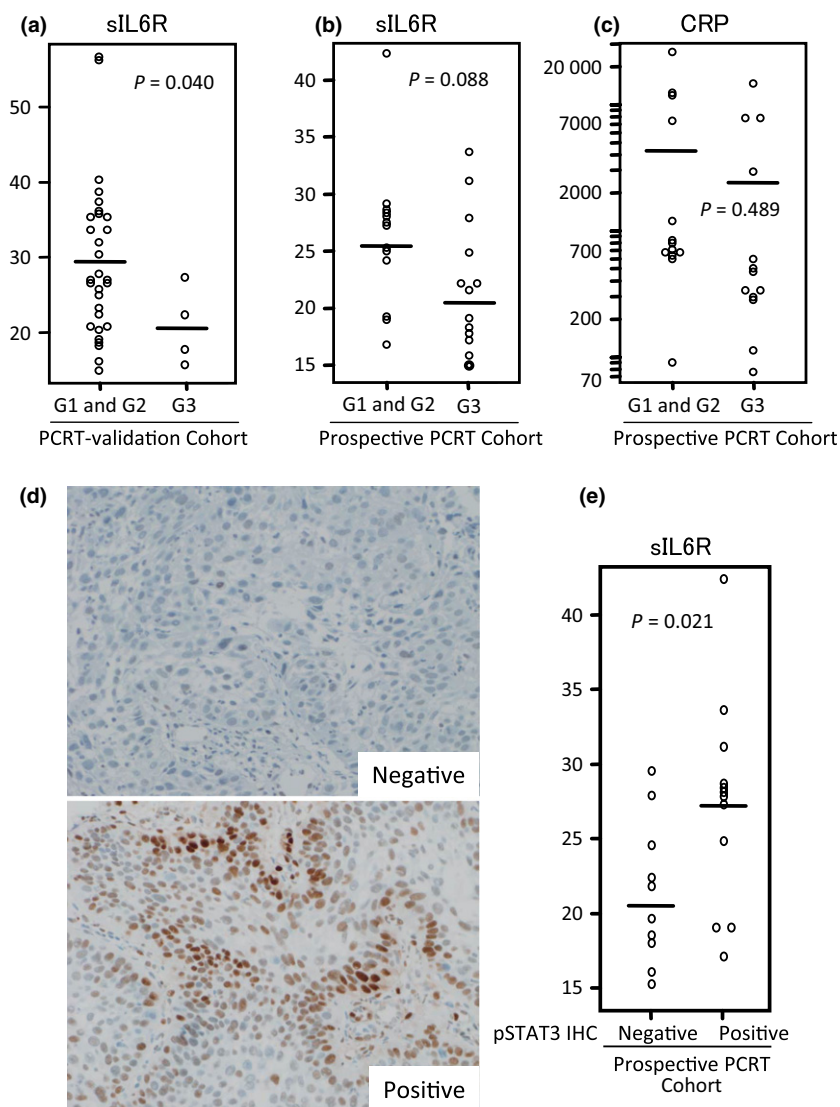 (a)
sIL6R
P = 0.040
50
40
30
20
G1 and G2
G3
PCRT-validation Cohort
(b)
sIL6R
P = 0.088
40
35
30
25
20
15
G1 and G2
G3
Prospective PCRT Cohort
(c)
CRP
20 000
7000
2000
P = 0.489
700
200
70
G1 and G2
G3
Prospective PCRT Cohort
(d)
Negative
Positive
(e)
sIL6R
P = 0.021
40
35
30
25
20
15
pSTAT3 IHC
Negative
Positive
Prospective PCRT
Cohort